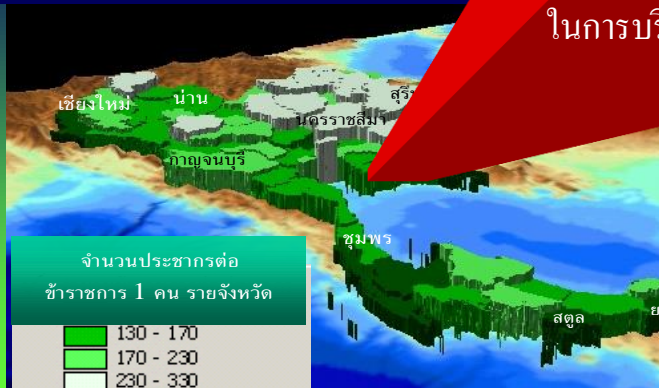 ในการบริ
เชียงใหม่
น่าน
สุริ
นครราชสีมา
กาญจนบุรี
ชุมพร
สตูล
จำนวนประชากรต่อ
ข้าราชการ 1 คน รายจังหวัด
130 - 170
170 - 230
230 - 330